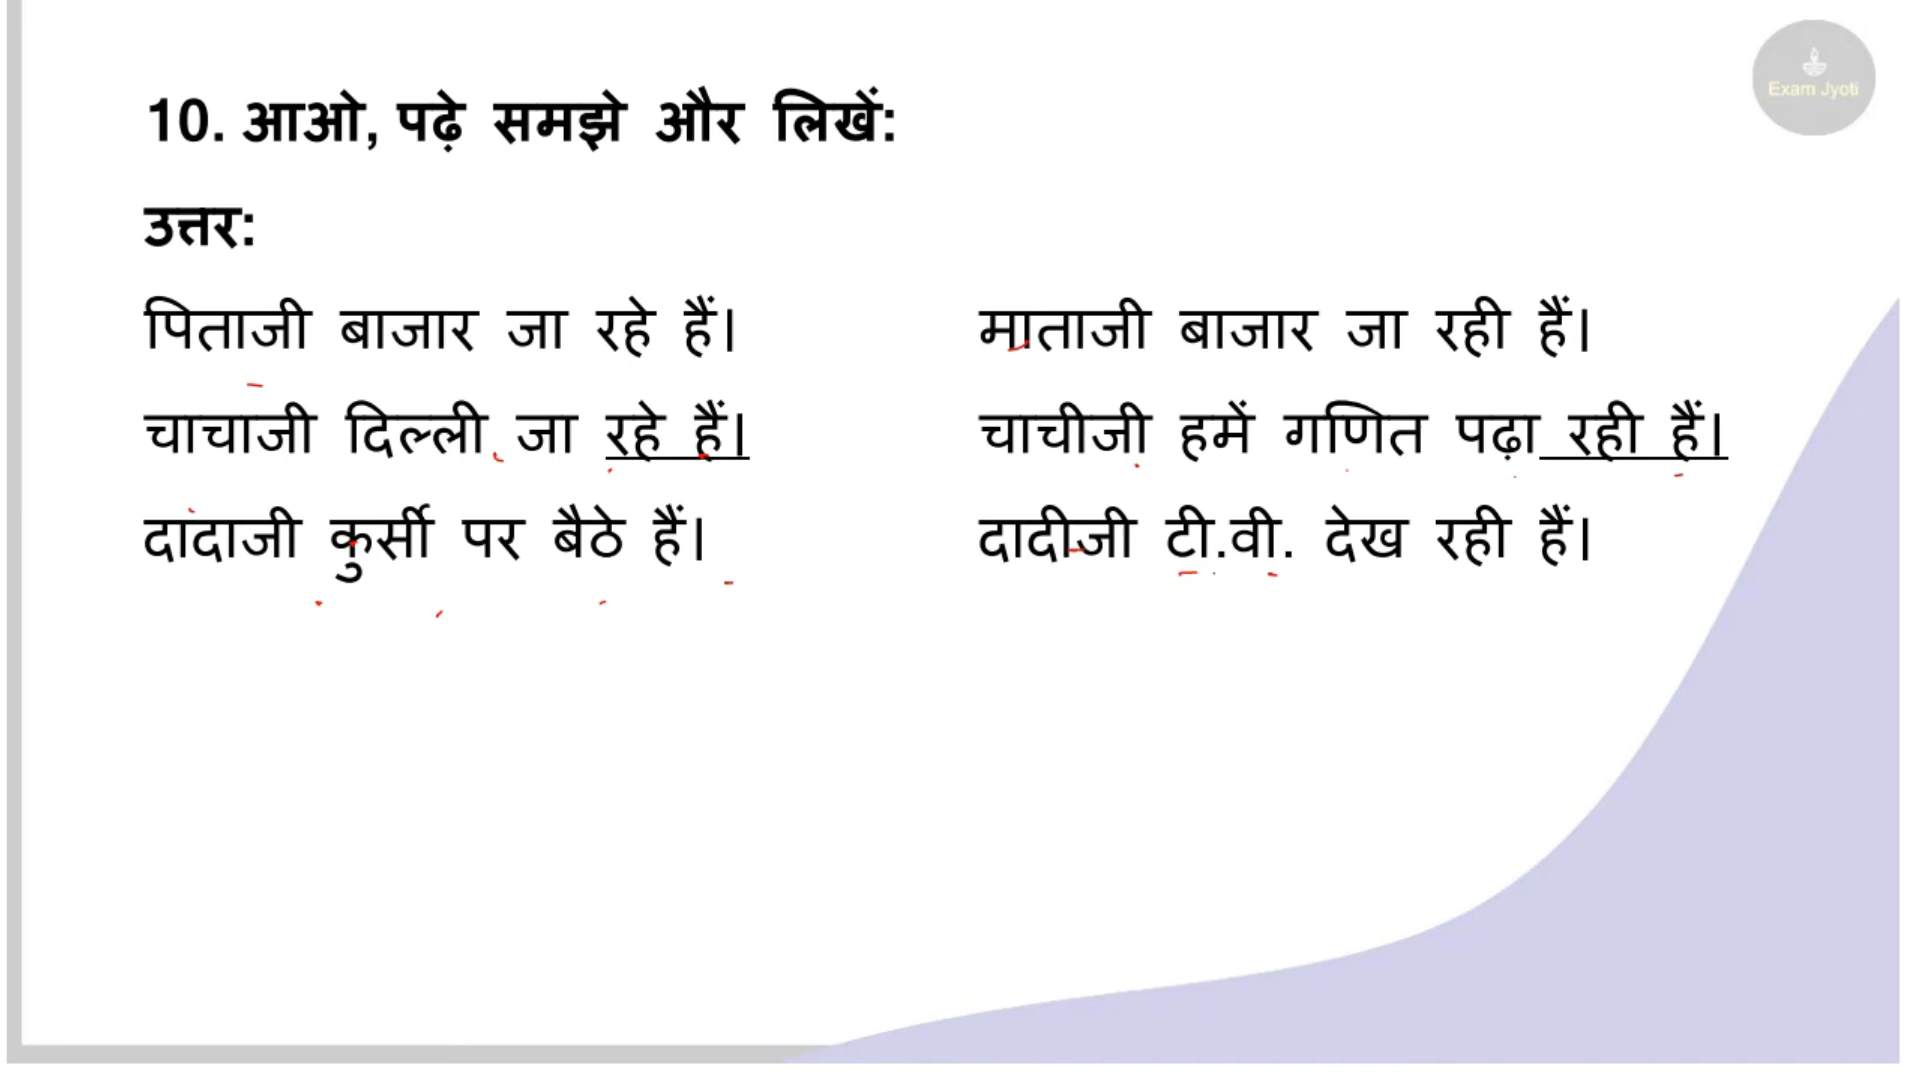 Exam Jyoti
10. आओ, पढ़े समझे और लिखें:
उत्तर:
पिताजी बाजार जा रहे हैं। माताजी बाजार जा रही हैं।
चाचाजी दिल्ली जा रहे हैं। चाचीजी हमें गणित पढ़ा रही हैं।
दादाजी कुर्सी पर बैठे हैं। दादीजी टी.वी. देख रही हैं।